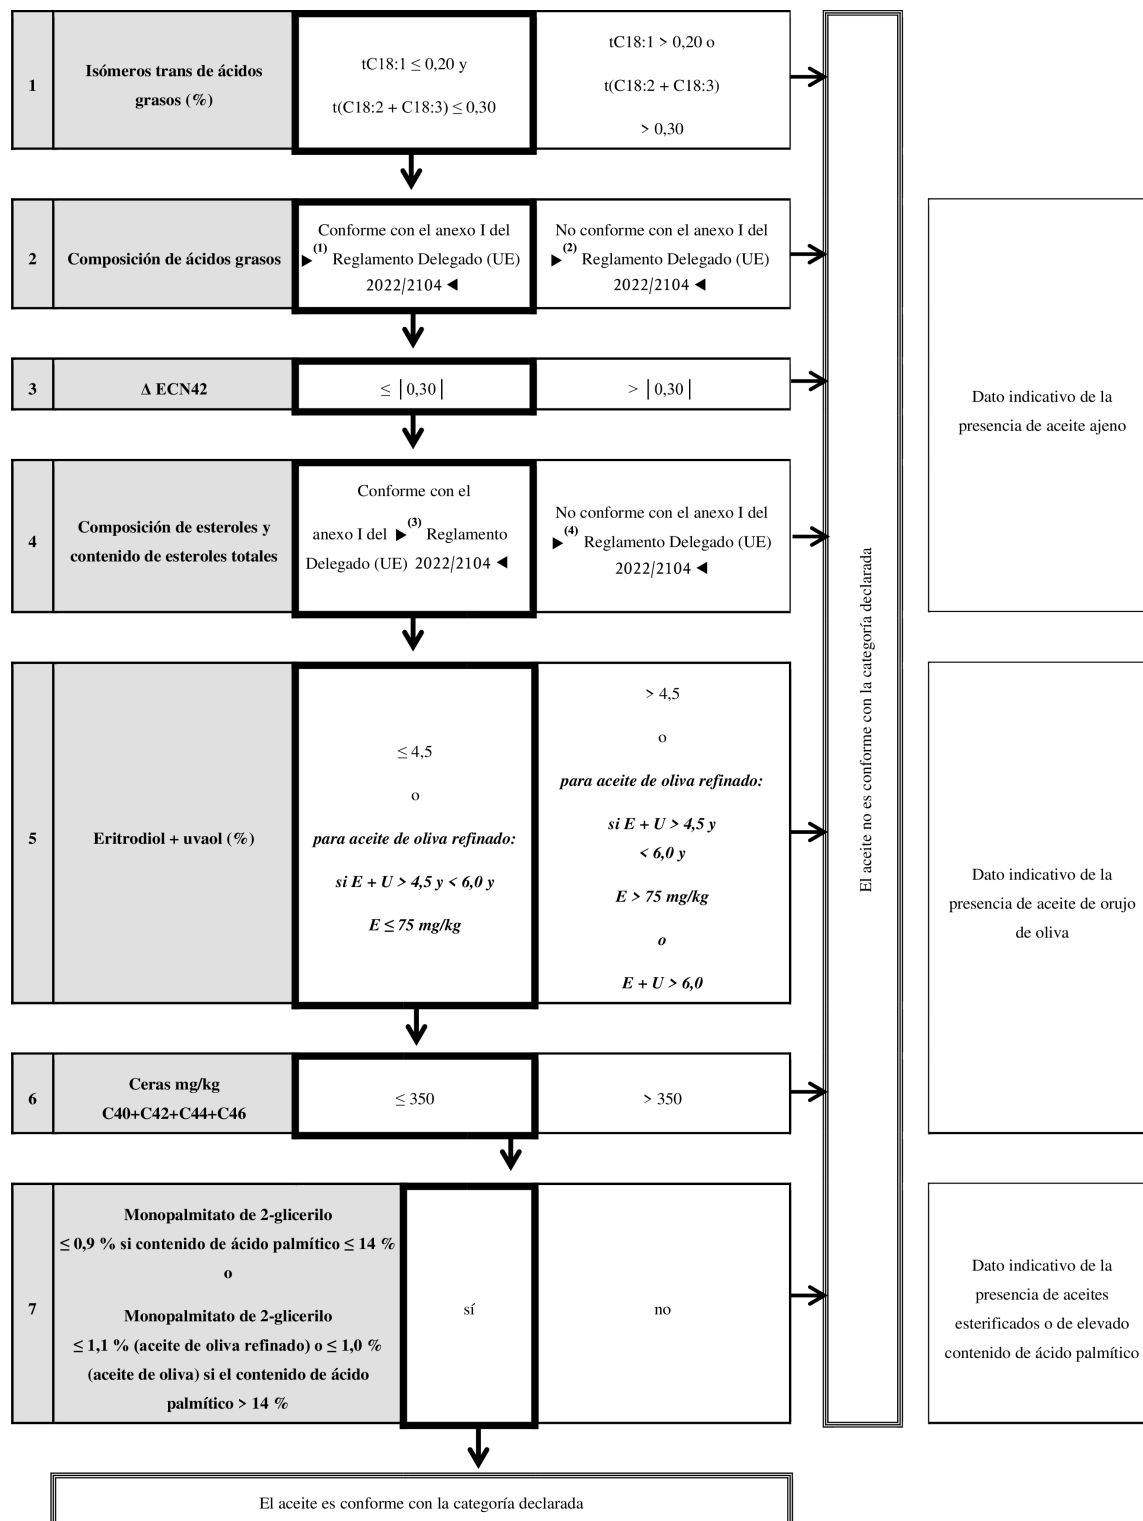 1
Isómeros trans de ácidos
grasos (%)
tC18:1 ≤ 0,20 y
t(C18:2 + C18:3) ≤ 0,30
tC18:1 > 0,20 o
t(C18:2 + C18:3)
> 0,30
2
Composición de ácidos grasos
Conforme con el anexo I del
►(1) Reglamento Delegado (UE)
2022/2104 ◄
No conforme con el anexo I del
►(2) Reglamento Delegado (UE)
2022/2104 ◄
3
Δ ECN42
≤ | 0,30 |
> | 0,30 |
4
Composición de esteroles y
contenido de esteroles totales
Conforme con el
anexo I del ►(3) Reglamento
Delegado (UE) 2022/2104 ◄
No conforme con el anexo I del
►(4) Reglamento Delegado (UE)
2022/2104 ◄
Dato indicativo de la
presencia de aceite ajeno
5
Eritrodiol + uvaol (%)
≤ 4,5
o
para aceite de oliva refinado:
si E + U > 4,5 y < 6,0 y
E ≤ 75 mg/kg
> 4,5
o
para aceite de oliva refinado:
si E + U > 4,5 y
< 6,0 y
E > 75 mg/kg
o
E + U > 6,0
6
Ceras mg/kg
C40+C42+C44+C46
≤ 350
> 350
Dato indicativo de la
presencia de aceite de orujo
de oliva
7
Monopalmitato de 2-glicerilo
≤ 0,9 % si contenido de ácido palmítico ≤ 14 %
o
Monopalmitato de 2-glicerilo
≤ 1,1 % (aceite de oliva refinado) o ≤ 1,0 %
(aceite de oliva) si el contenido de ácido
palmítico > 14 %
sí
no
Dato indicativo de la
presencia de aceites
esterificados o de elevado
contenido de ácido palmítico
El aceite no es conforme con la categoría declarada
El aceite es conforme con la categoría declarada